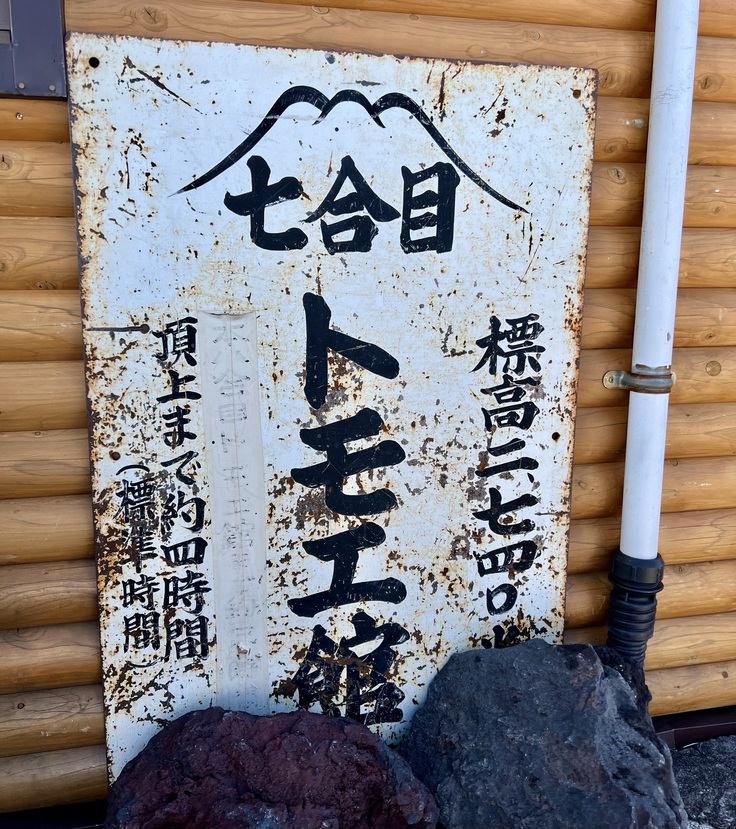 七合目
標高二、七四〇
トモエ館
頂上まで約四時間
（標準時間）